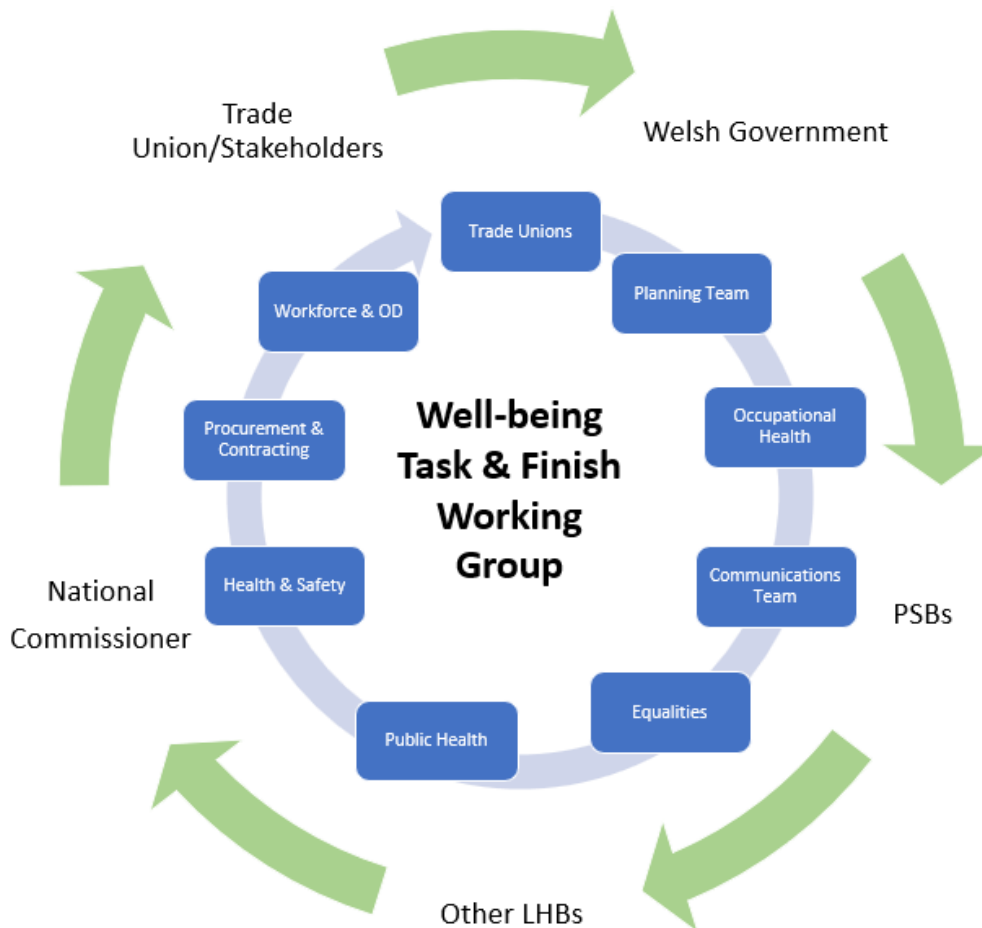 Trade
Union/Stakeholders
Welsh Government
Trade Unions
Planning Team
Workforce & OD
Occupational
Health
Procurement &
Contracting
Well-being
Task & Finish
Working
Group
Communications
Team
Health & Safety
National
Commissioner
PSBs
Equalities
Public Health
Other LHBs